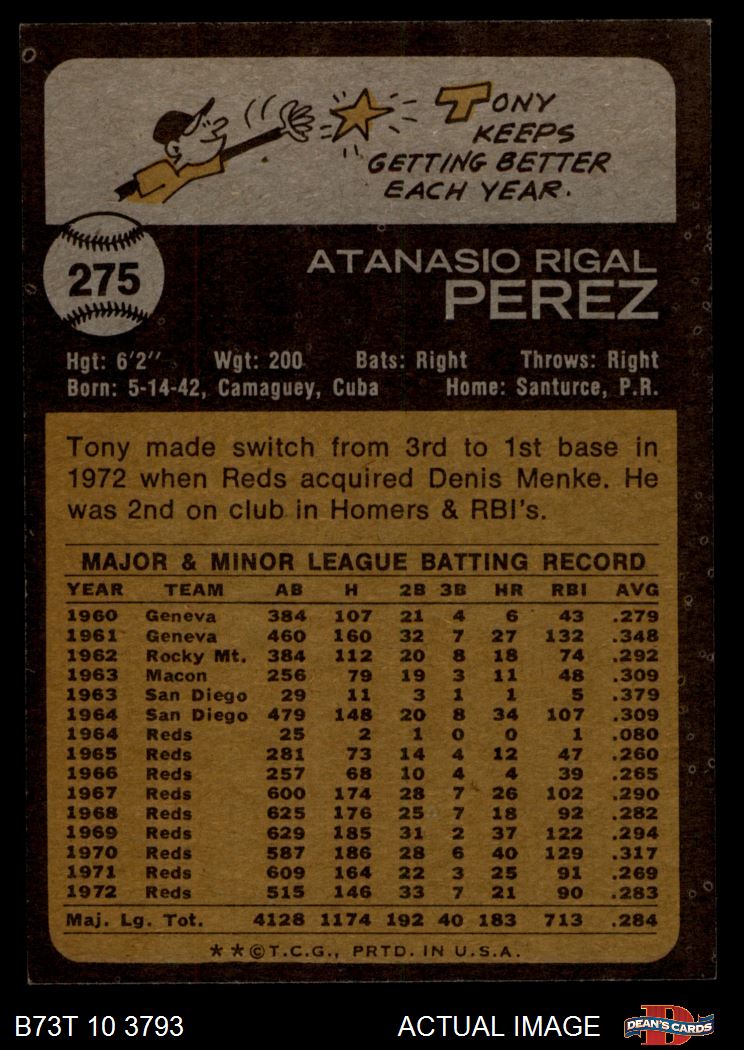 TONY
KEEPS
GETTING BETTER
EACH YEAR.
275
ATANASIO RIGAL
PEREZ
Hgt: 6'2" Wgt: 200 Bats: Right Throws: Right
Born: 5-14-42, Camaguey, Cuba Home: Santurce, P.R.
Tony made switch from 3rd to 1st base in
1972 when Reds acquired Denis Menke. He
was 2nd on club in Homers & RBI's.
MAJOR & MINOR LEAGUE BATTING RECORD
YEAR TEAM AB H 2B 3B HR RBI AVG
1960 Geneva 384 107 21 4 6 43 .279
1961 Geneva 460 160 32 7 27 132 .348
1962 Rocky Mt. 384 112 20 8 18 74 .292
1963 Macon 256 79 19 3 11 48 .309
1963 San Diego 29 11 3 1 1 5 .379
1964 San Diego 479 148 20 8 34 107 .309
1964 Reds 25 2 1 0 0 1 .080
1965 Reds 281 73 14 4 12 47 .260
1966 Reds 257 68 10 4 4 39 .265
1967 Reds 600 174 28 7 26 102 .290
1968 Reds 625 176 25 7 18 92 .282
1969 Reds 629 185 31 2 37 122 .294
1970 Reds 587 186 28 6 40 129 .317
1971 Reds 609 164 22 3 25 91 .269
1972 Reds 515 146 33 7 21 90 .283
Maj. Lg. Tot. 4128 1174 192 40 183 713 .284
**©T.C.G., PRTD. IN U.S.A.
B73T 10 3793 ACTUAL IMAGE DEAN'S CARDS